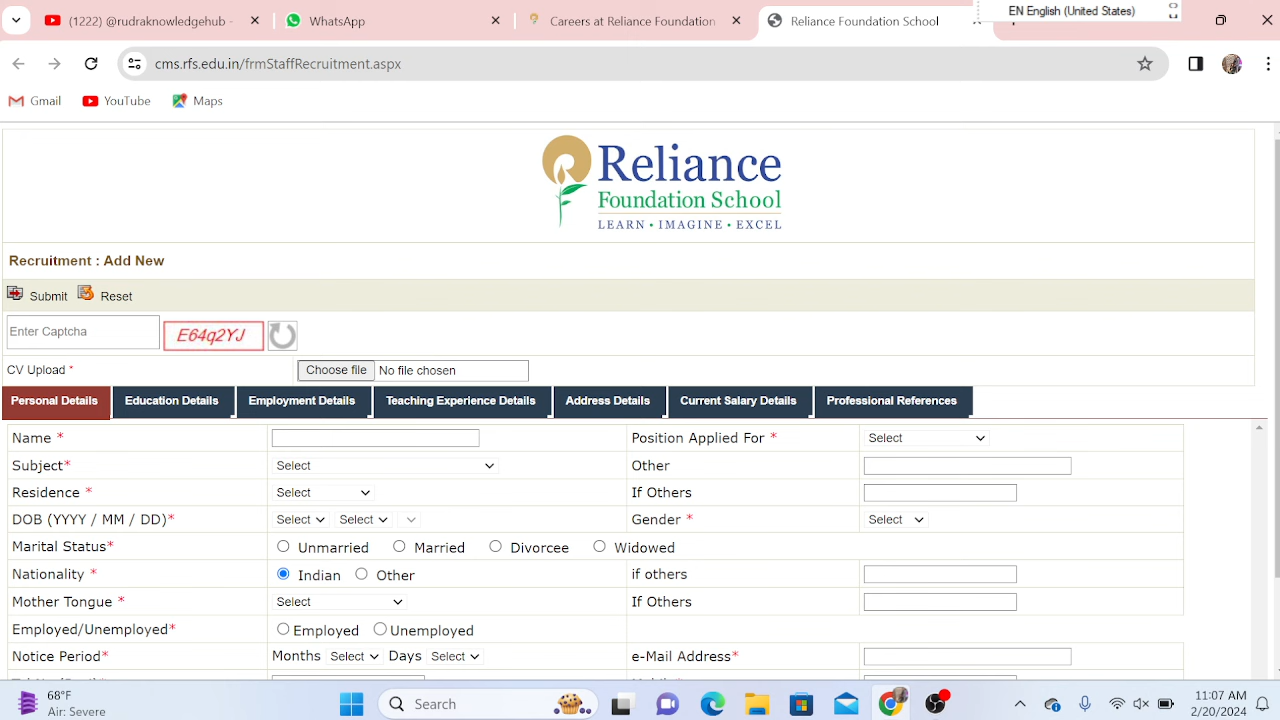 (1222) @rudraknowledgehub - WhatsApp Careers at Reliance Foundation Reliance Foundation School EN English (United States)
cms.rfs.edu.in/frmStaffRecruitment.aspx
Gmail YouTube Maps
Reliance
Foundation School
LEARN • IMAGINE • EXCEL
Recruitment : Add New
Submit Reset
Enter Captcha E64q2YJ
CV Upload * Choose file No file chosen
Personal Details Education Details Employment Details Teaching Experience Details Address Details Current Salary Details Professional References
Name * Position Applied For * Select
Subject* Select Other
Residence * Select If Others
DOB (YYYY / MM / DD)* Select Select Gender * Select
Marital Status* Unmarried Married Divorcee Widowed
Nationality * Indian Other if others
Mother Tongue * Select If Others
Employed/Unemployed* Employed Unemployed
Notice Period* Months Select Days Select e-Mail Address*
68°F
Air: Severe
Search
11:07 AM
2/20/2024